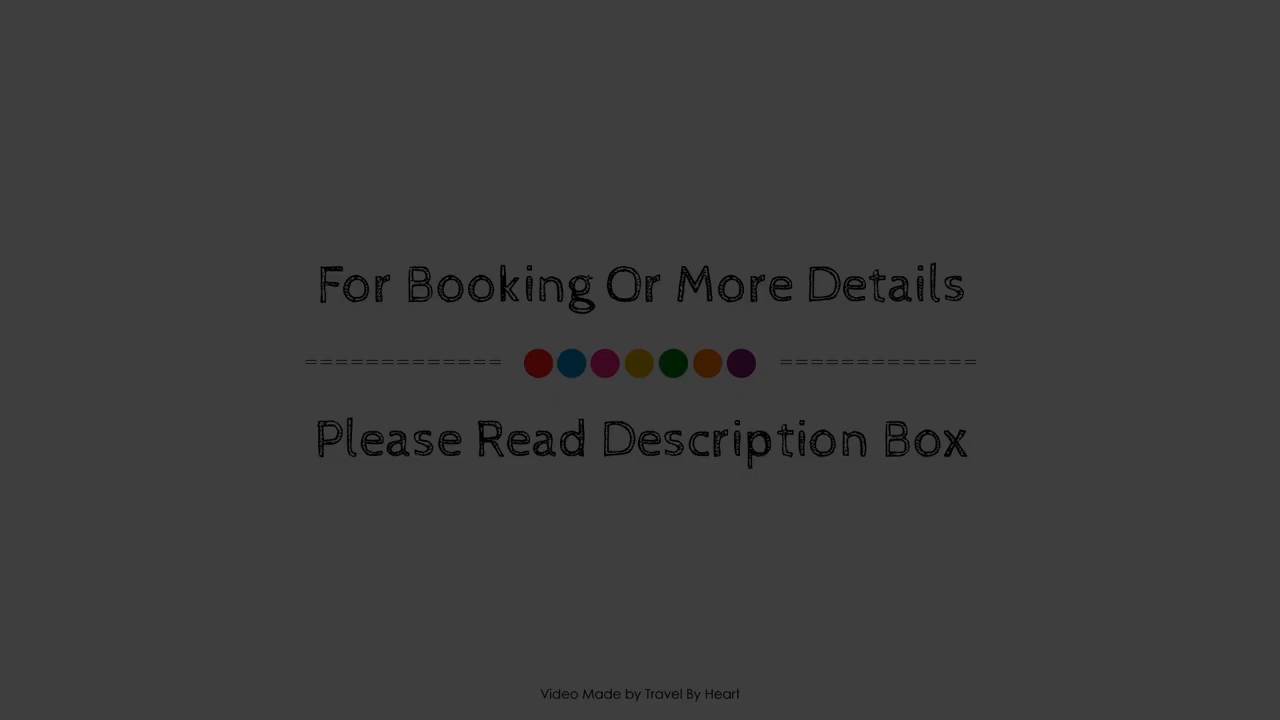 For Booking Or More Details
============= =============
Please Read Description Box
Video Made by Travel By Heart